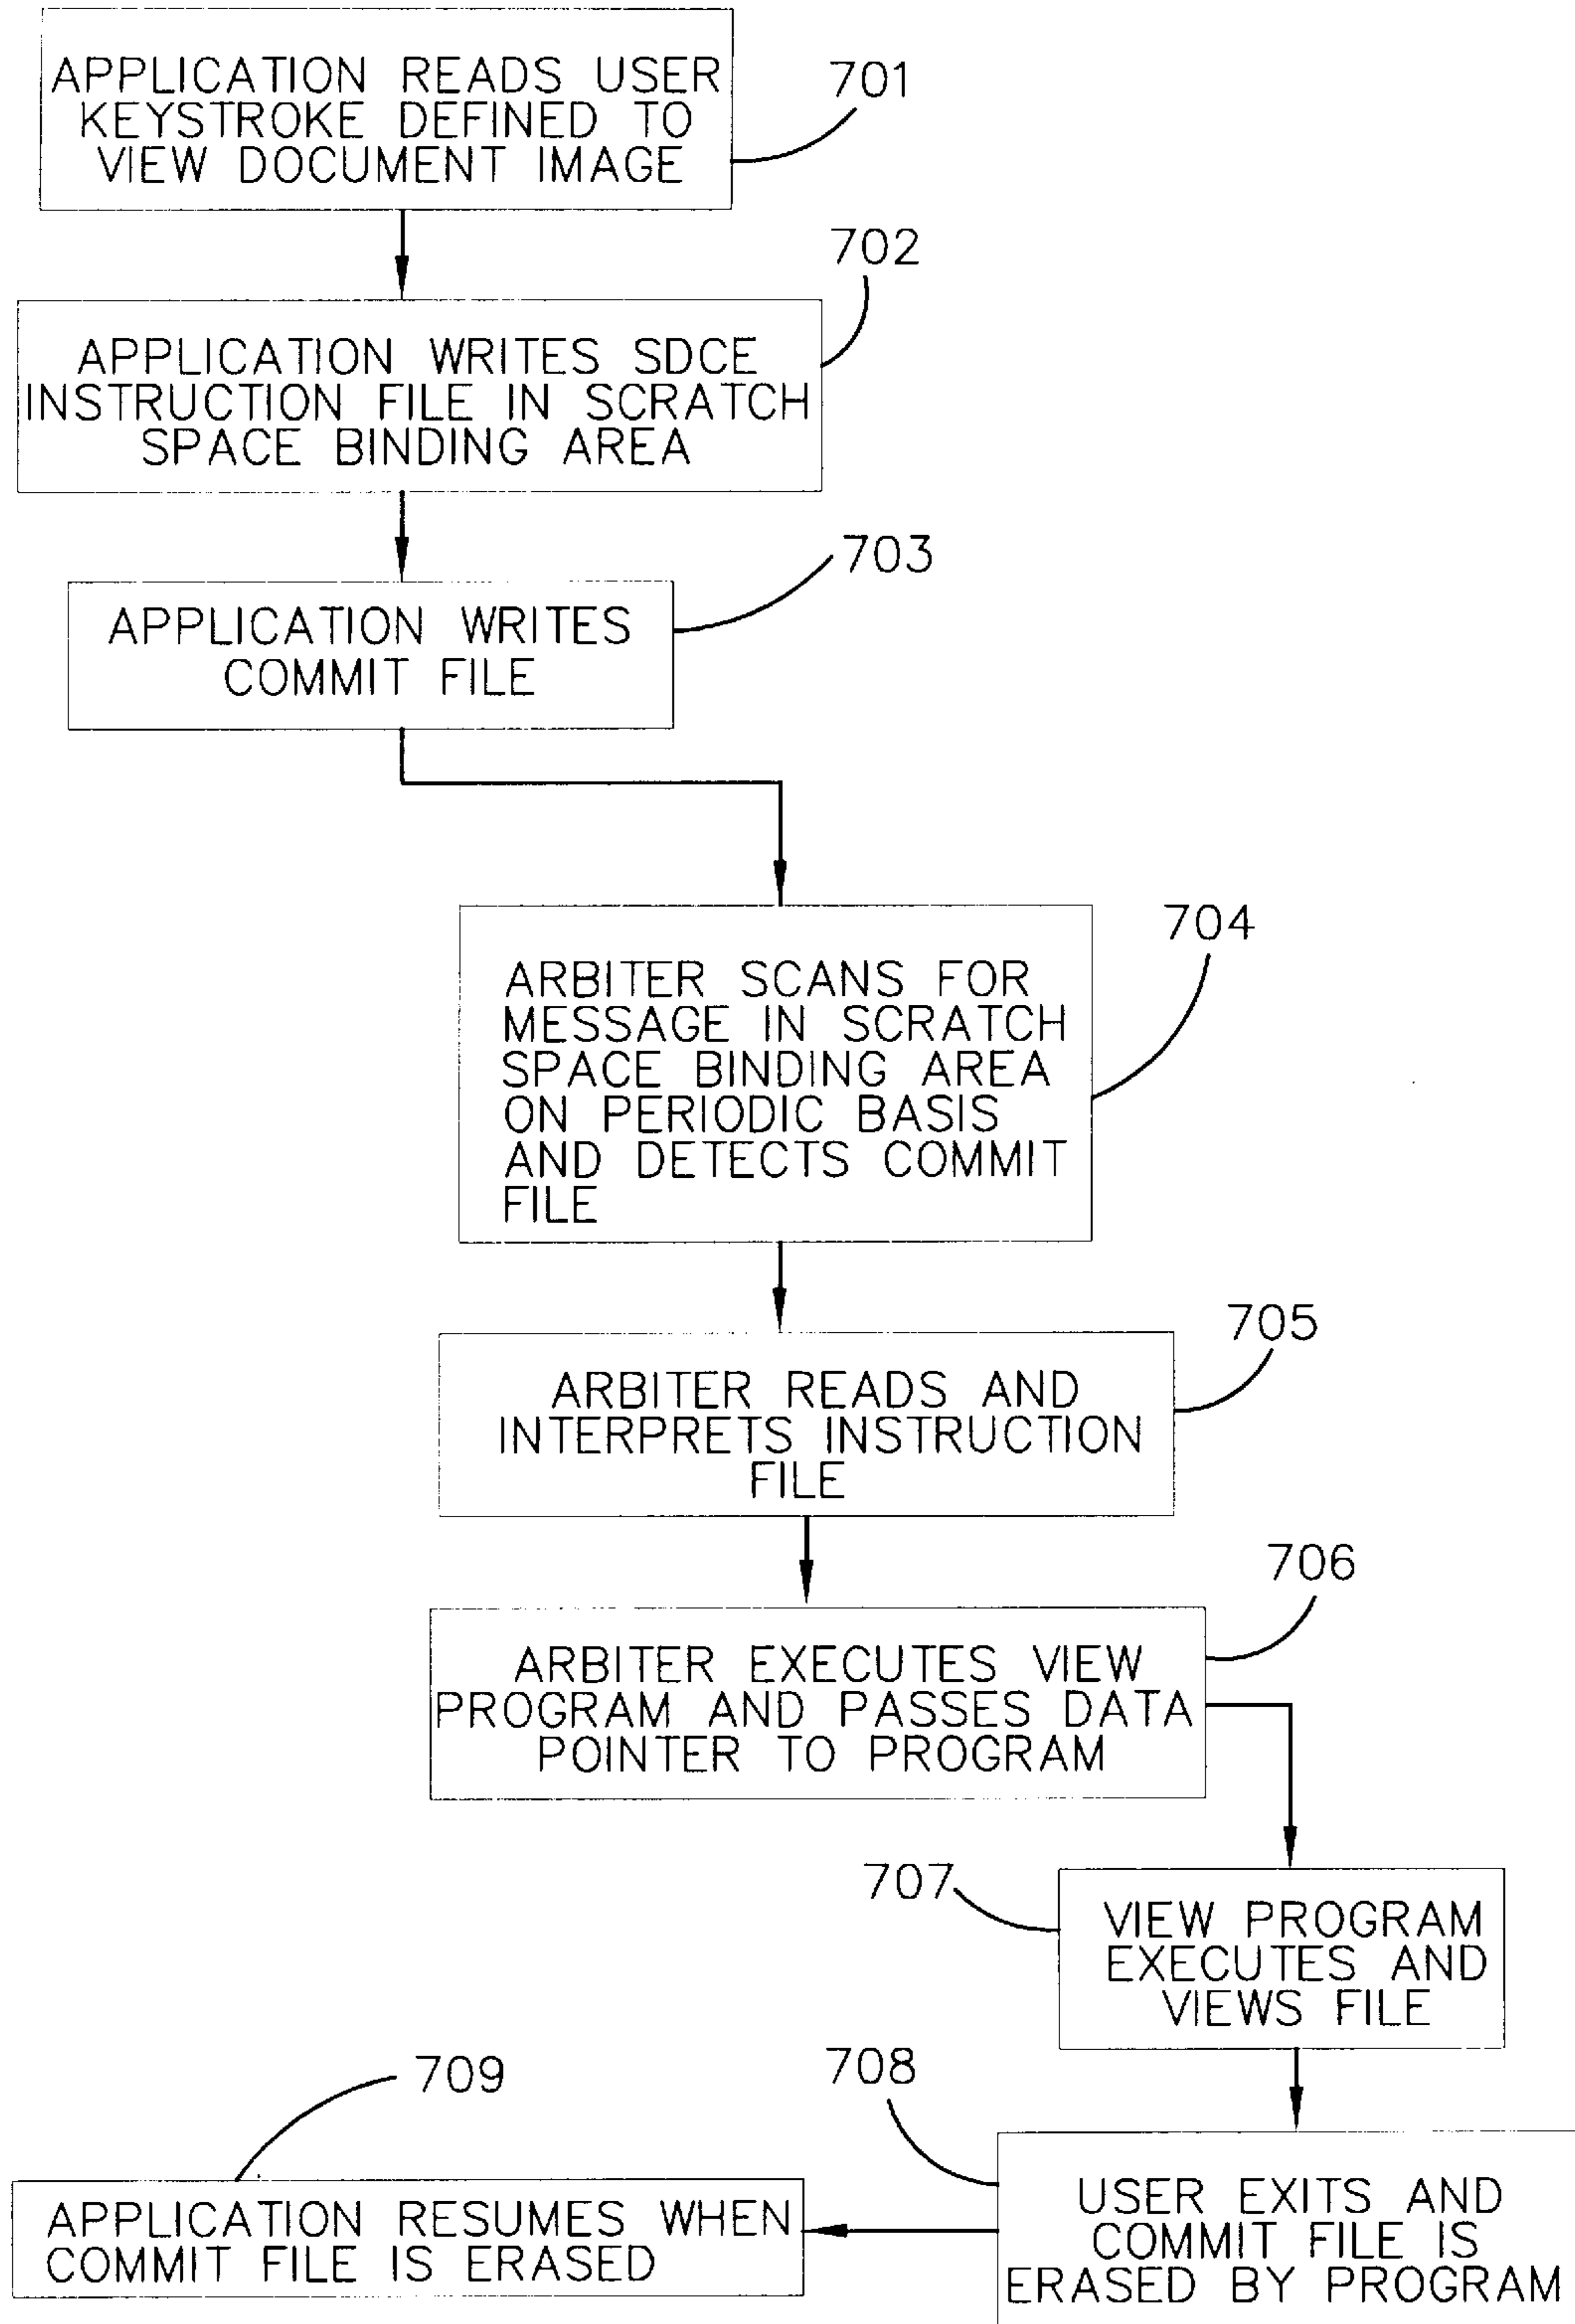 APPLICATION READS USER
KEYSTROKE DEFINED TO
VIEW DOCUMENT IMAGE
701
702
APPLICATION WRITES SDCE
INSTRUCTION FILE IN SCRATCH
SPACE BINDING AREA
703
APPLICATION WRITES
COMMIT FILE
704
ARBITER SCANS FOR
MESSAGE IN SCRATCH
SPACE BINDING AREA
ON PERIODIC BASIS
AND DETECTS COMMIT
FILE
705
ARBITER READS AND
INTERPRETS INSTRUCTION
FILE
706
ARBITER EXECUTES VIEW
PROGRAM AND PASSES DATA
POINTER TO PROGRAM
707
VIEW PROGRAM
EXECUTES AND
VIEWS FILE
708
USER EXITS AND
COMMIT FILE IS
ERASED BY PROGRAM
709
APPLICATION RESUMES WHEN
COMMIT FILE IS ERASED